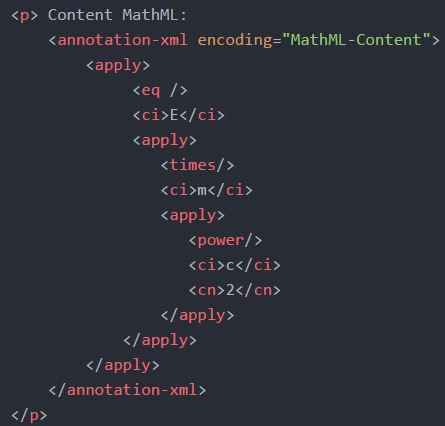 <p> Content MathML:
    <annotation-xml encoding="MathML-Content">
        <apply>
             <eq />
             <ci>E</ci>
             <apply>
                <times/>
                <ci>m</ci>
                <apply>
                   <power/>
                   <ci>c</ci>
                   <cn>2</cn>
                </apply>
            </apply>
        </apply>
    </annotation-xml>
</p>